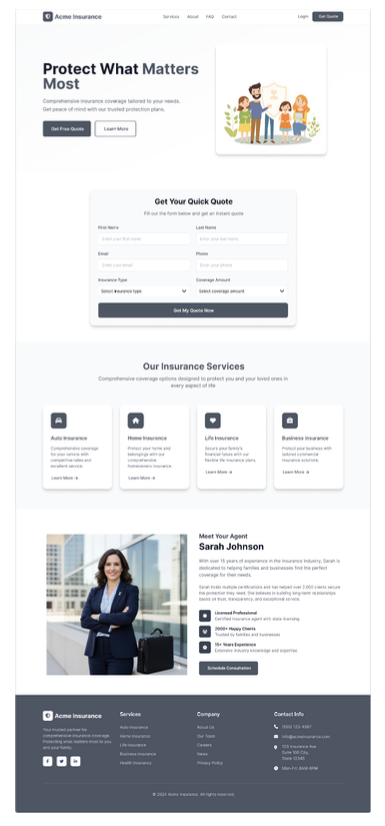 Acme Insurance
Services About FAQ Contact
Login Get Quote
Protect What Matters
Most
Comprehensive insurance coverage tailored to your needs.
Get peace of mind with our trusted protection plans.
Get Free Quote
Learn More
Get Your Quick Quote
Fill out the form below and get an instant quote
First Name
Last Name
Enter your first name
Enter your last name
Email
Phone
Enter your email
Enter your phone
Insurance Type
Coverage Amount
Select insurance type
Select coverage amount
Get My Quote Now
Our Insurance Services
Comprehensive coverage options designed to protect you and your loved ones in
every aspect of life
Auto Insurance
Comprehensive coverage
for your vehicle with
competitive rates and
excellent service.
Learn More →
Home Insurance
Protect your home and
belongings with our
comprehensive
homeowners insurance.
Learn More →
Life Insurance
Secure your family's
financial future with our
flexible life insurance plans.
Learn More →
Business Insurance
Protect your business with
tailored commercial
insurance solutions.
Learn More →
Meet Your Agent
Sarah Johnson
With over 15 years of experience in the insurance industry, Sarah is
dedicated to helping families and businesses find the perfect
coverage for their needs.
Sarah holds multiple certifications and has helped over 2,000 clients secure
the protection they need. She believes in building long-term relationships
based on trust, transparency, and exceptional service.
Licensed Professional
Certified insurance agent with state licensing
2000+ Happy Clients
Trusted by families and businesses
15+ Years Experience
Extensive industry knowledge and expertise
Schedule Consultation
Acme Insurance
Your trusted partner for
comprehensive insurance coverage.
Protecting what matters most to you
and your family.
Services
Auto Insurance
Home Insurance
Life Insurance
Business Insurance
Health Insurance
Company
About Us
Our Team
Careers
News
Privacy Policy
Contact Info
(555) 123-4567
info@acmeinsurance.com
123 Insurance Ave
Suite 100 City,
State 12345
Mon-Fri: 8AM-6PM
© 2024 Acme Insurance. All rights reserved.